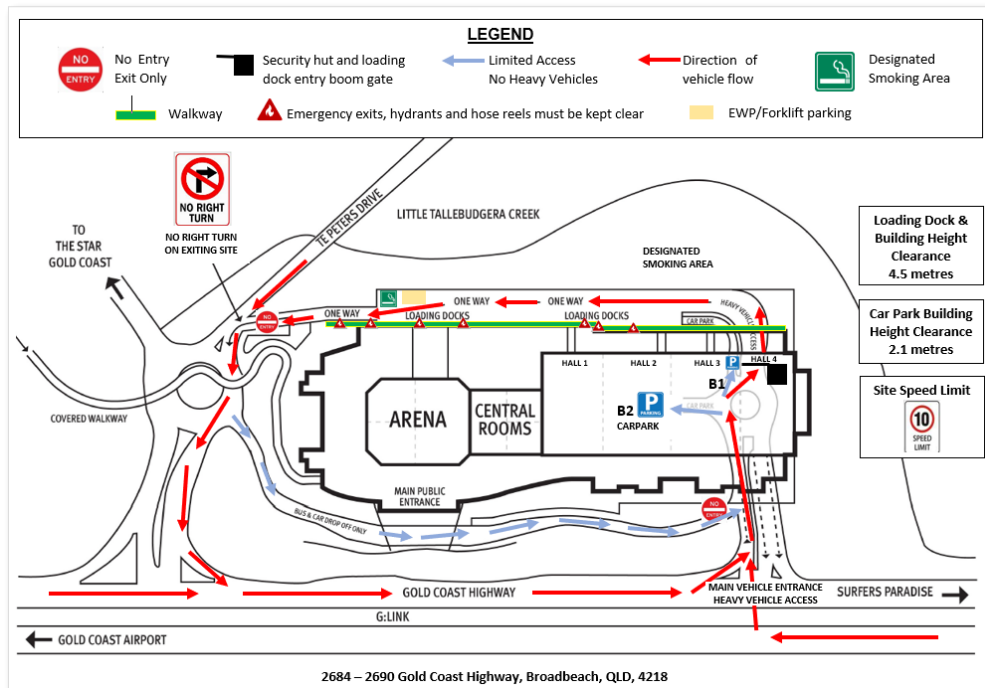 LEGEND
NO
ENTRY
No Entry
Exit Only
Security hut and loading
dock entry boom gate
Limited Access
No Heavy Vehicles
Direction of
vehicle flow
Designated
Smoking Area
Walkway
Emergency exits, hydrants and hose reels must be kept clear
EWP/Forklift parking
NO RIGHT
TURN
NO RIGHT TURN
ON EXITING SITE
TO
THE STAR
GOLD COAST
TE PETERS DRIVE
LITTLE TALLEBUDGERA CREEK
DESIGNATED
SMOKING AREA
Loading Dock &
Building Height
Clearance
4.5 metres
Car Park Building
Height Clearance
2.1 metres
Site Speed Limit
10
SPEED
LIMIT
NO
ENTRY
ONE WAY
ONE WAY
ONE WAY
HEAVY VEHICLE ACCESS
LOADING DOCKS
LOADING DOCKS
CAR PARK
HALL 1
HALL 2
HALL 3
HALL 4
P
B1
P
PARKING
B2
CARPARK
CAR PARK
ARENA
CENTRAL
ROOMS
COVERED WALKWAY
MAIN PUBLIC
ENTRANCE
BUS & CAR DROP OFF ONLY
NO
ENTRY
MAIN VEHICLE ENTRANCE
HEAVY VEHICLE ACCESS
GOLD COAST HIGHWAY
SURFERS PARADISE
G:LINK
GOLD COAST AIRPORT
2684 – 2690 Gold Coast Highway, Broadbeach, QLD, 4218